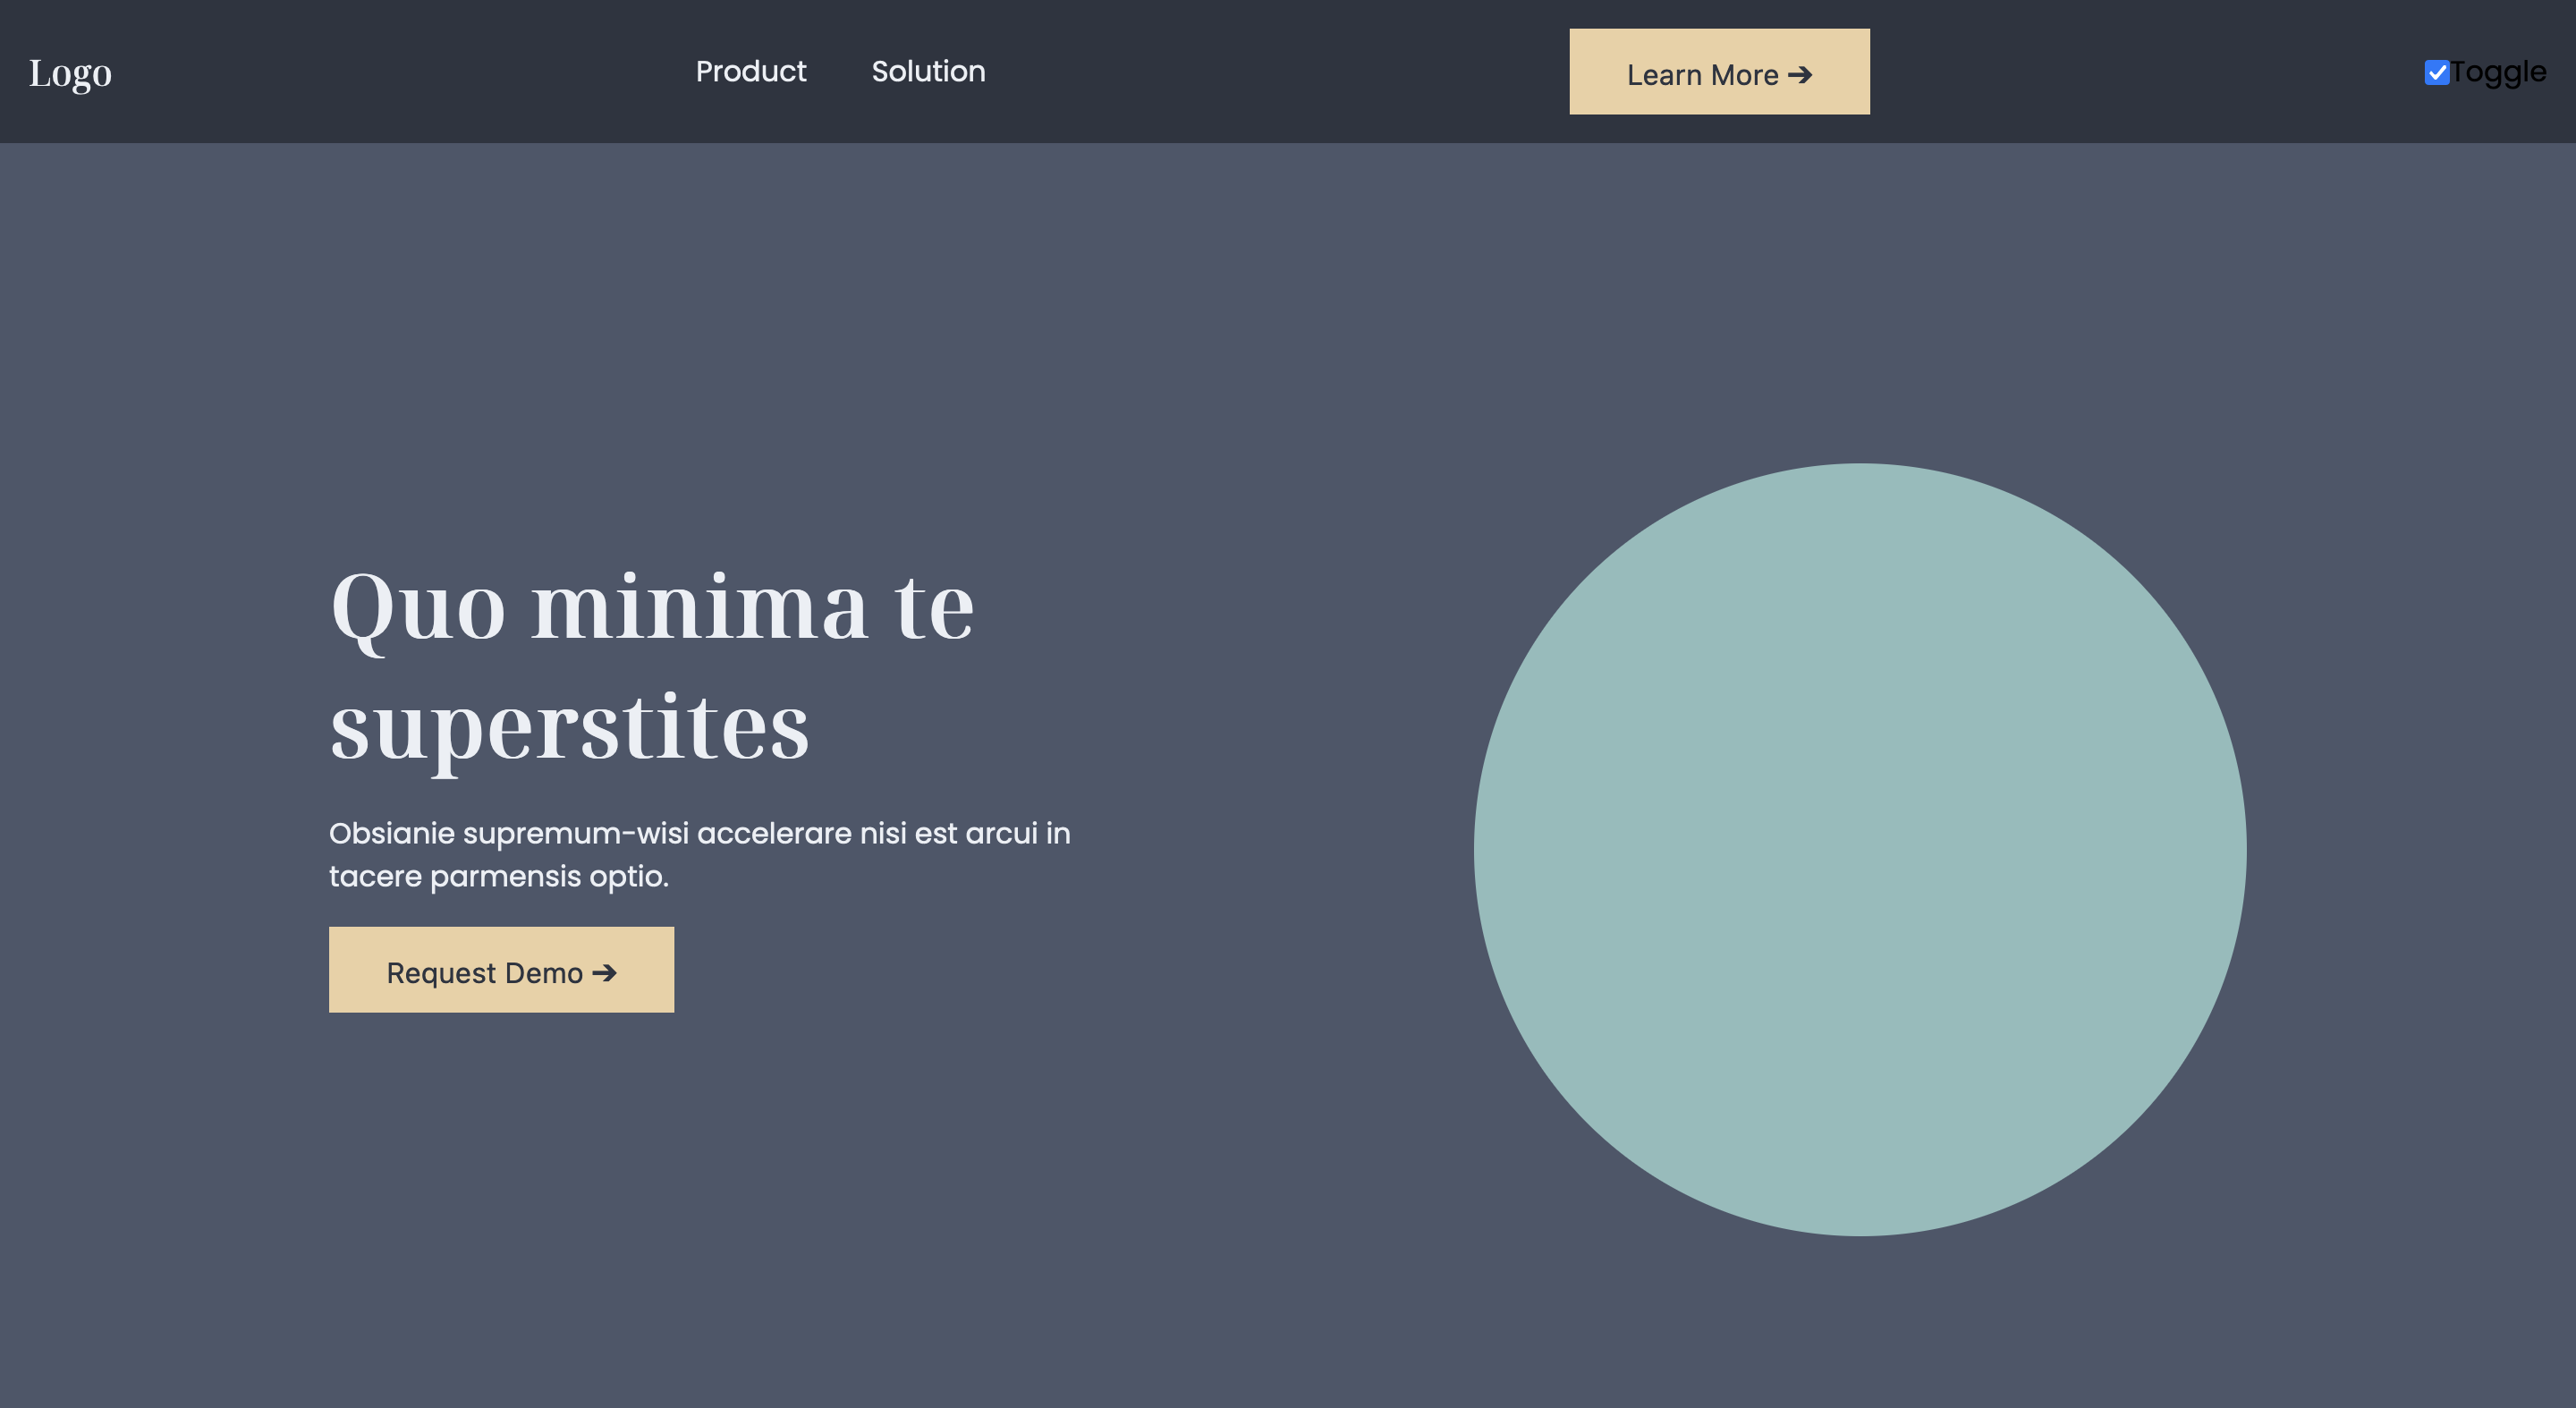 Logo
Product
Solution
Learn More ➔
Toggle
Quo minima te
superstites
Obsianie supremum-wisi accelerare nisi est arcui in
tacere parmensis optio.
Request Demo ➔